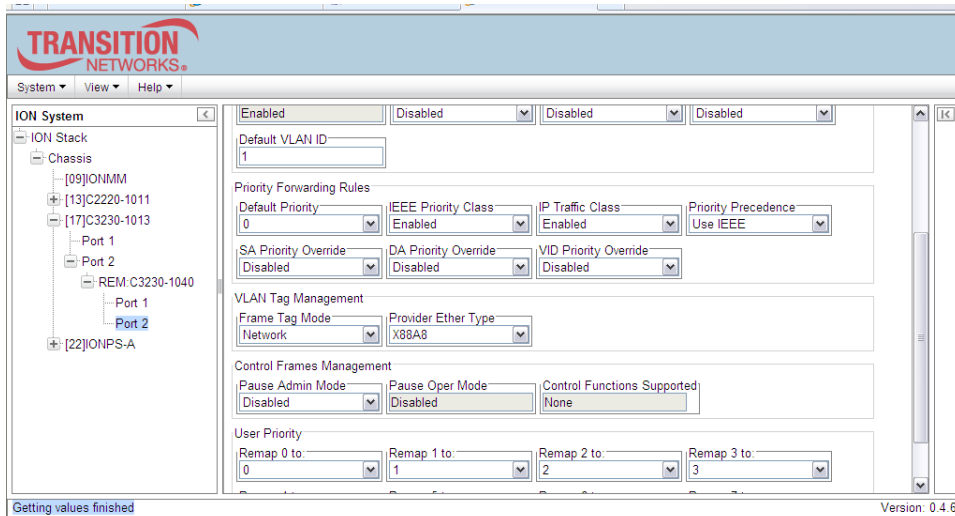 TRANSITION
NETWORKS®
System View Help
ION System
ION Stack
Chassis
[09]IONMM
[13]C2220-1011
[17]C3230-1013
Port 1
Port 2
REM:C3230-1040
Port 1
Port 2
[22]IONPS-A
Enabled Disabled Disabled Disabled
Default VLAN ID
1
Priority Forwarding Rules
Default Priority IEEE Priority Class IP Traffic Class Priority Precedence
0 Enabled Enabled Use IEEE
SA Priority Override DA Priority Override VID Priority Override
Disabled Disabled Disabled
VLAN Tag Management
Frame Tag Mode Provider Ether Type
Network X88A8
Control Frames Management
Pause Admin Mode Pause Oper Mode Control Functions Supported
Disabled Disabled None
User Priority
Remap 0 to: Remap 1 to: Remap 2 to: Remap 3 to:
0 1 2 3
Getting values finished
Version: 0.4.6